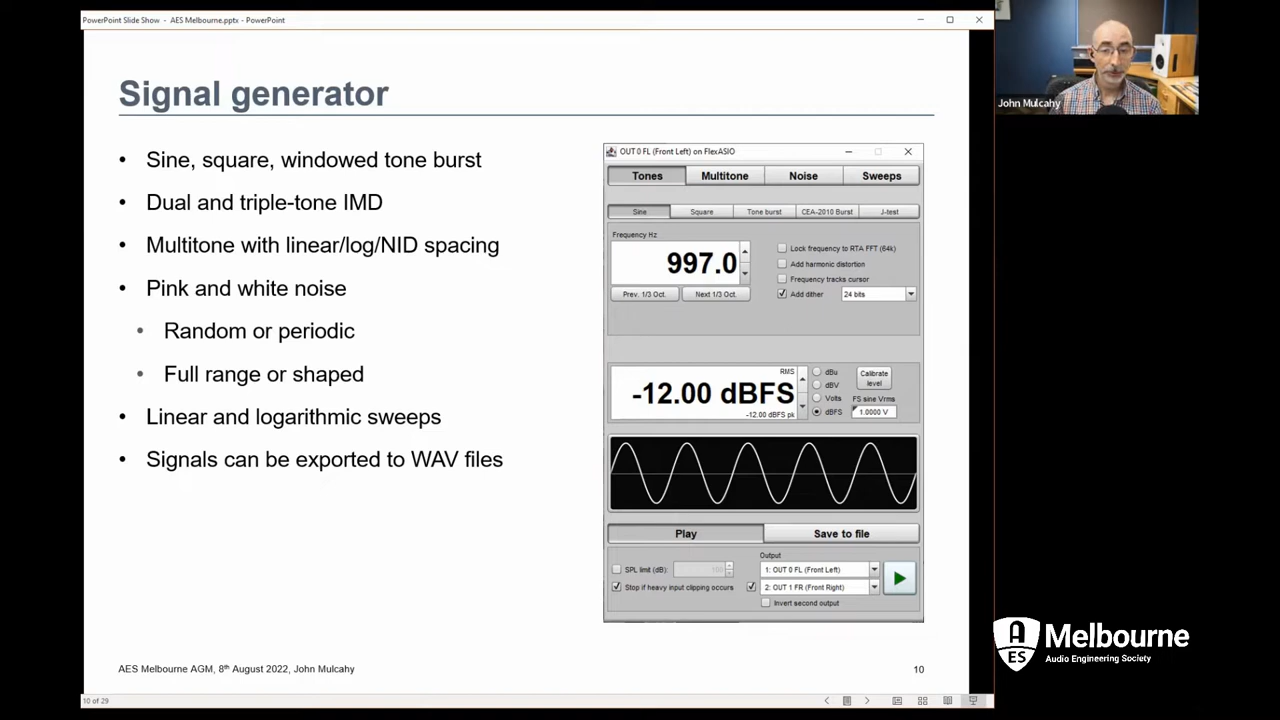 PowerPoint Slide Show - AES Melbourne.pptx - PowerPoint
Signal generator
• Sine, square, windowed tone burst
• Dual and triple-tone IMD
• Multitone with linear/log/NID spacing
• Pink and white noise
• Random or periodic
• Full range or shaped
• Linear and logarithmic sweeps
• Signals can be exported to WAV files
OUT 0 FL (Front Left) on FlexASIO
Tones Multitone Noise Sweeps
Sine Square Tone burst CEA-2010 Burst J-test
Frequency Hz
997.0
Prev. 1/3 Oct. Next 1/3 Oct.
Lock frequency to RTA FFT (64k)
Add harmonic distortion
Frequency tracks cursor
Add dither 24 bits
RMS
-12.00 dBFS
-12.00 dBFS pk
dBu
dBV
Volts
dBFS
Calibrate
level
FS sine Vrms
1.0000 V
Play Save to file
SPL limit (dB): 100
Stop if heavy input clipping occurs
Output
1: OUT 0 FL (Front Left)
2: OUT 1 FR (Front Right)
Invert second output
AES Melbourne AGM, 8th August 2022, John Mulcahy
10
10 of 29
John Mulcahy
A
ES
Melbourne
Audio Engineering Society